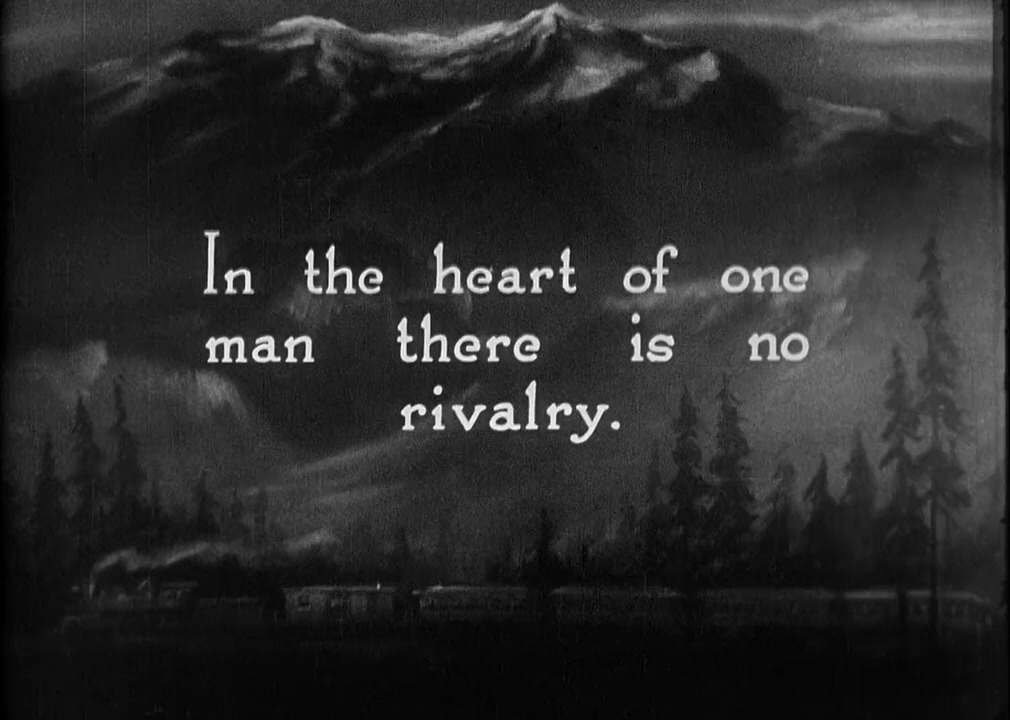 In the heart of one
man there is no
rivalry.